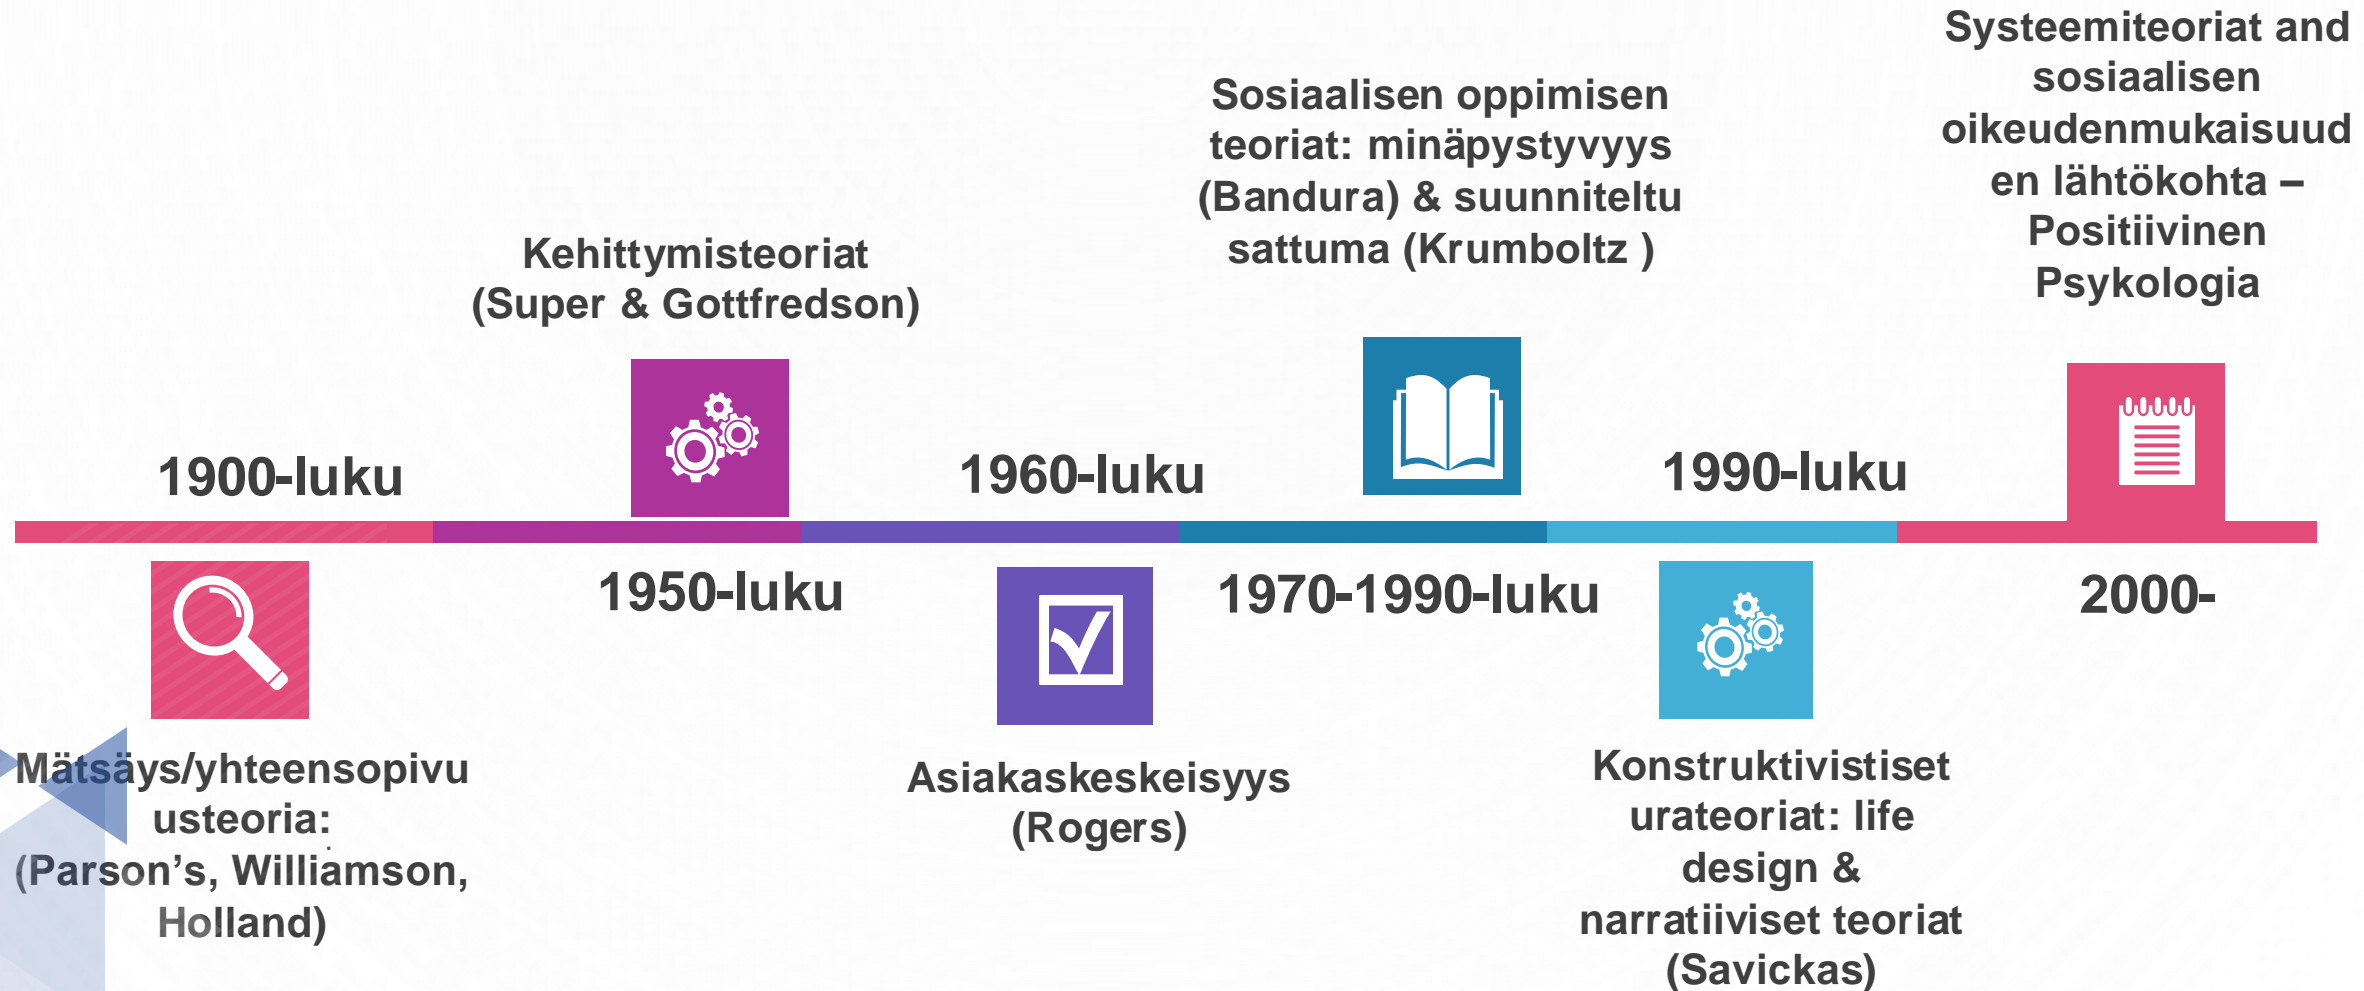 1900-luku
Mätsäys/yhteensopivu
usteoria:
(Parson’s, Williamson,
Holland)
Kehittymisteoriat
(Super & Gottfredson)
1950-luku
1960-luku
Asiakaskeskeisyys
(Rogers)
Sosiaalisen oppimisen
teoriat: minäpystyvyys
(Bandura) & suunniteltu
sattuma (Krumboltz )
1970-1990-luku
1990-luku
Konstruktivistiset
urateoriat: life
design &
narratiiviset teoriat
(Savickas)
Systeemiteoriat and
sosiaalisen
oikeudenmukaisuud
en lähtökohta –
Positiivinen
Psykologia
2000-